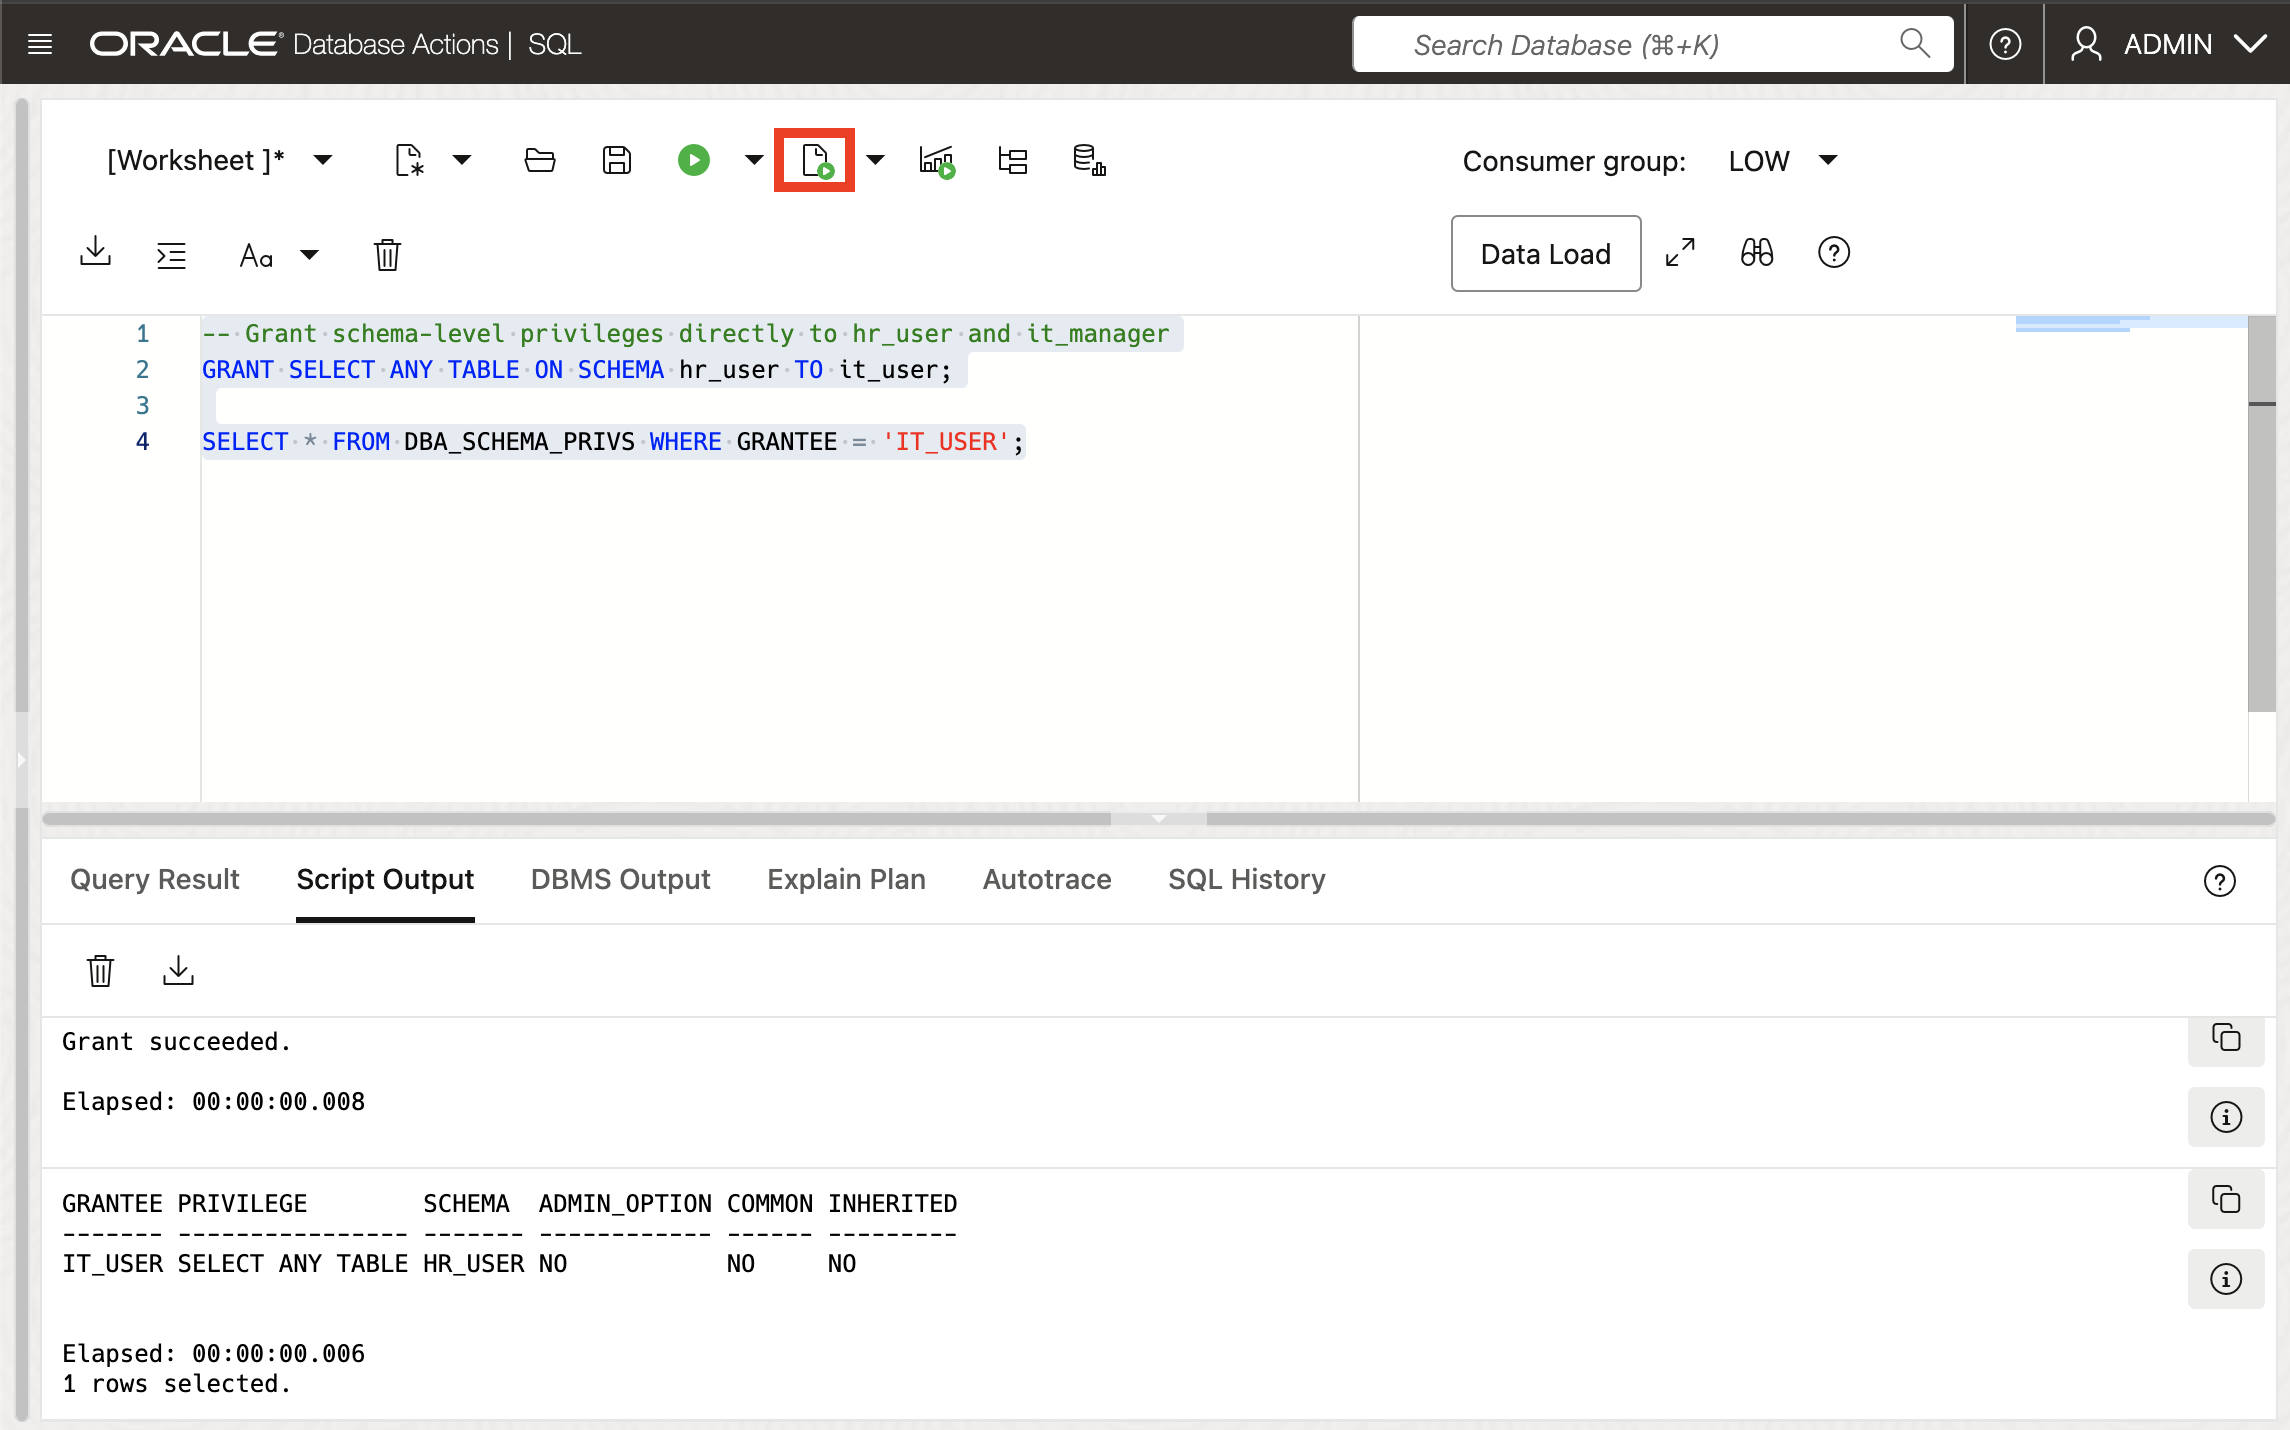 ORACLE® Database Actions | SQL
Search Database (⌘+K)
ADMIN
[Worksheet ]*
Consumer group: LOW
Aa
Data Load
1 -- Grant schema-level privileges directly to hr_user and it_manager
2 GRANT SELECT ANY TABLE ON SCHEMA hr_user TO it_user;
3
4 SELECT * FROM DBA_SCHEMA_PRIVS WHERE GRANTEE = 'IT_USER';
Query Result Script Output DBMS Output Explain Plan Autotrace SQL History
Grant succeeded.
Elapsed: 00:00:00.008
GRANTEE PRIVILEGE        SCHEMA  ADMIN_OPTION COMMON INHERITED
------- ---------------- ------- ------------ ------ ---------
IT_USER SELECT ANY TABLE HR_USER NO           NO     NO
Elapsed: 00:00:00.006
1 rows selected.